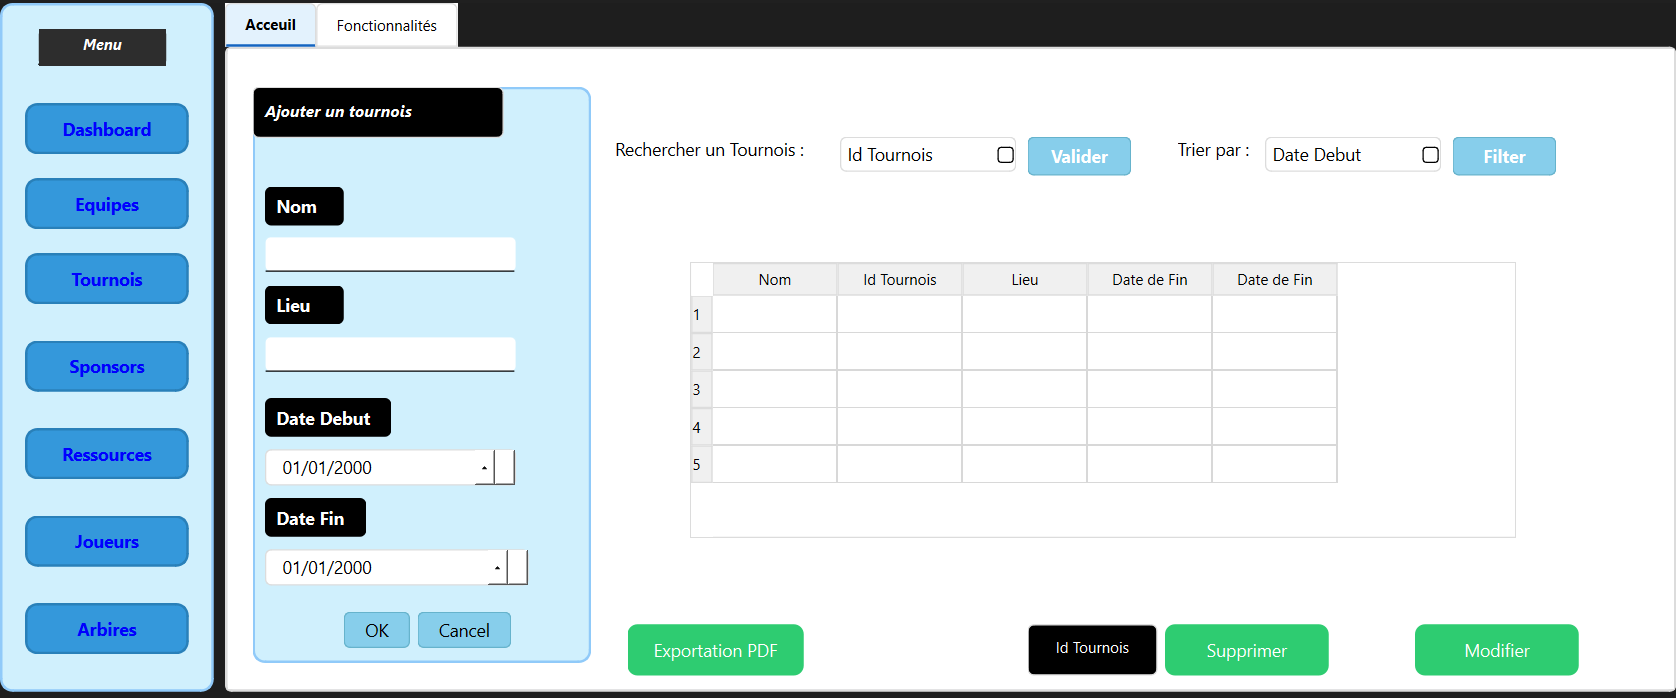 Menu
Dashboard
Equipes
Tournois
Sponsors
Ressources
Joueurs
Arbires
Acceuil
Fonctionnalités
Ajouter un tournois
Nom
Lieu
Date Debut
01/01/2000
Date Fin
01/01/2000
OK
Cancel
Rechercher un Tournois :
Id Tournois
Valider
Trier par :
Date Debut
Filter
Nom
Id Tournois
Lieu
Date de Fin
Date de Fin
1
2
3
4
5
Exportation PDF
Id Tournois
Supprimer
Modifier